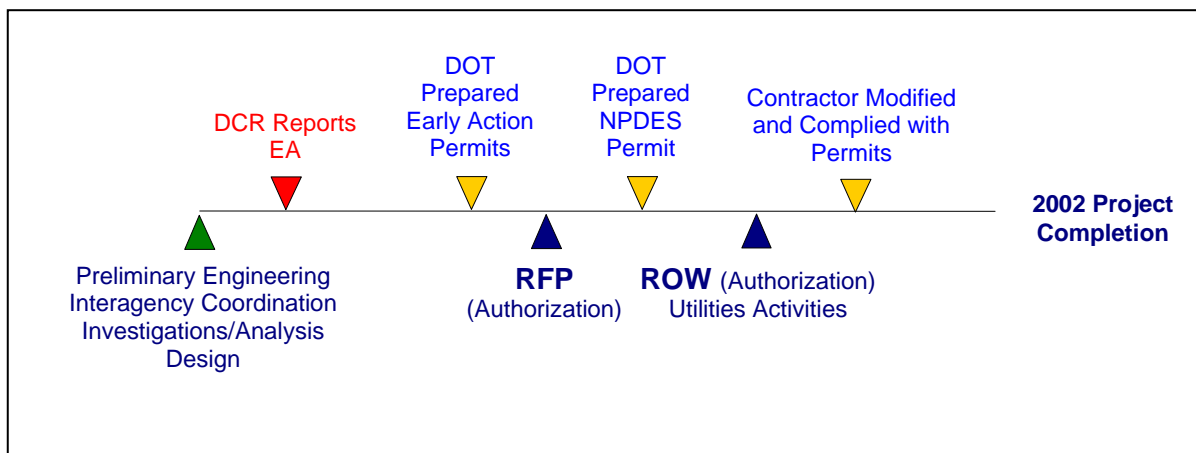 DOT
Prepared
Early Action
Permits
DOT
Prepared
NPDES
Permit
Contractor Modified
and Complied with
Permits
DCR Reports
EA
2002 Project
Completion
Preliminary Engineering
Interagency Coordination
Investigations/Analysis
Design
RFP
(Authorization)
ROW (Authorization)
Utilities Activities